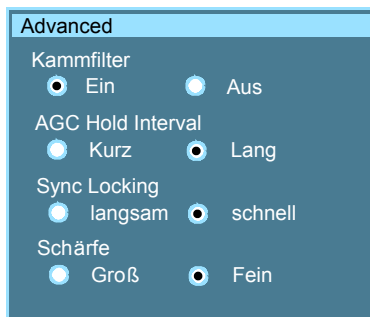 Advanced
Kammfilter
Ein Aus
AGC Hold Interval
Kurz Lang
Sync Locking
langsam schnell
Schärfe
Groß Fein